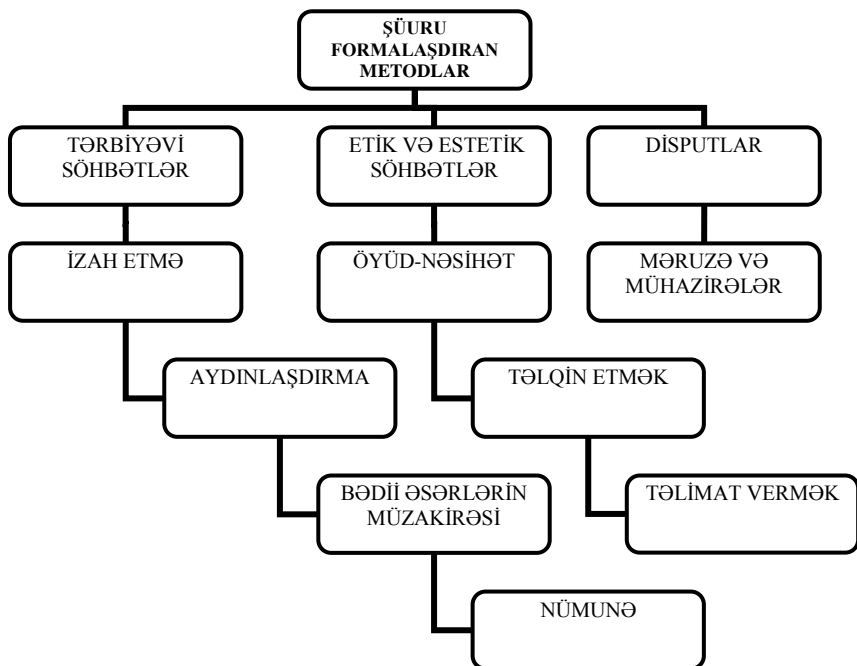 ŞÜURU
FORMALAŞDIRAN
METODLAR
TƏRBİYƏVİ
SÖHBƏTLƏR
ETİK VƏ ESTETİK
SÖHBƏTLƏR
DİSPUTLAR
İZAH ETMƏ
ÖYÜD-NƏSİHƏT
MƏRUZƏ VƏ
MÜHAZİRƏLƏR
AYDINLAŞDIRMA
TƏLQİN ETMƏK
BƏDİİ ƏSƏRLƏRİN
MÜZAKİRƏSİ
TƏLİMAT VERMƏK
NÜMUNƏ